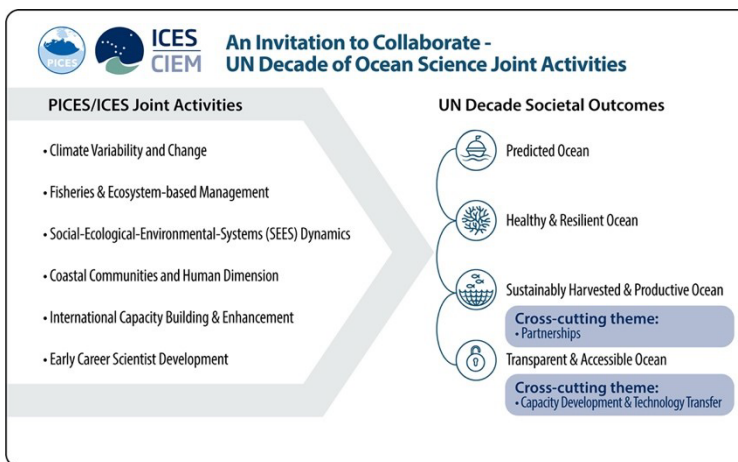 PICES
ICES
CIEM
An Invitation to Collaborate -
UN Decade of Ocean Science Joint Activities
PICES/ICES Joint Activities
• Climate Variability and Change
• Fisheries & Ecosystem-based Management
• Social-Ecological-Environmental-Systems (SEES) Dynamics
• Coastal Communities and Human Dimension
• International Capacity Building & Enhancement
• Early Career Scientist Development
UN Decade Societal Outcomes
Predicted Ocean
Healthy & Resilient Ocean
Sustainably Harvested & Productive Ocean
Cross-cutting theme:
• Partnerships
Transparent & Accessible Ocean
Cross-cutting theme:
• Capacity Development & Technology Transfer